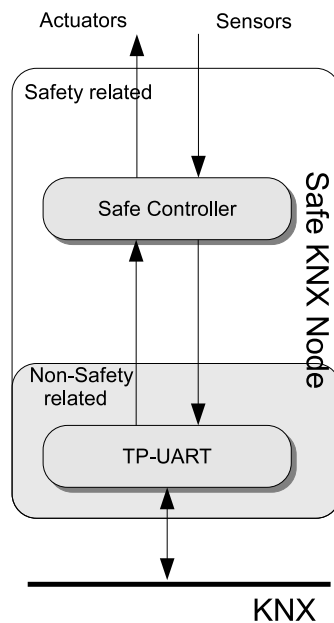 Actuators
Sensors
Safety related
Safe Controller
Safe KNX Node
Non-Safety
related
TP-UART
KNX